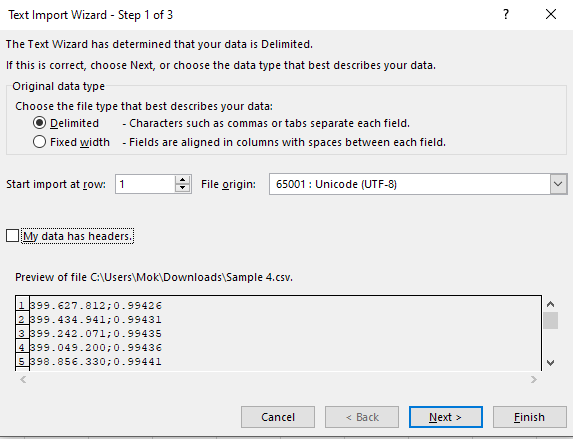 Text Import Wizard - Step 1 of 3 ?
The Text Wizard has determined that your data is Delimited.
If this is correct, choose Next, or choose the data type that best describes your data.
Original data type
Choose the file type that best describes your data:
Delimited - Characters such as commas or tabs separate each field.
Fixed width - Fields are aligned in columns with spaces between each field.
Start import at row: 1 File origin: 65001 : Unicode (UTF-8)
My data has headers.
Preview of file C:\Users\Mok\Downloads\Sample 4.csv.
1 399.627.812;0.99426
2 399.434.941;0.99431
3 399.242.071;0.99435
4 399.049.200;0.99436
5 398.856.330;0.99441
Cancel < Back Next > Finish